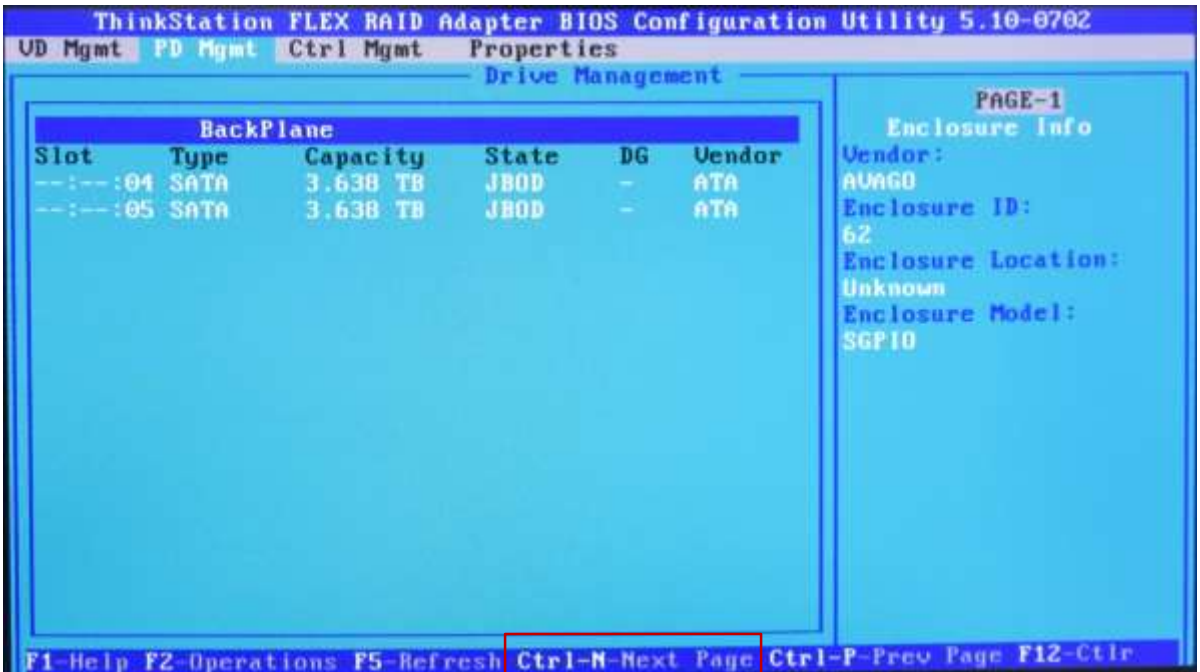 ThinkStation FLEX RAID Adapter BIOS Configuration Utility 5.10-0702
VD Mgmt PD Mgmt Ctrl Mgmt Properties
Drive Management
BackPlane
Slot Type Capacity State DG Vendor
--:--:04 SATA 3.638 TB JBOD - ATA
--:--:05 SATA 3.638 TB JBOD - ATA
PAGE-1
Enclosure Info
Vendor:
AVAGO
Enclosure ID:
62
Enclosure Location:
Unknown
Enclosure Model:
SGPIO
F1-Help F2-Operations F5-Refresh Ctrl-N-Next Page Ctrl-P-Prev Page F12-Ctlr